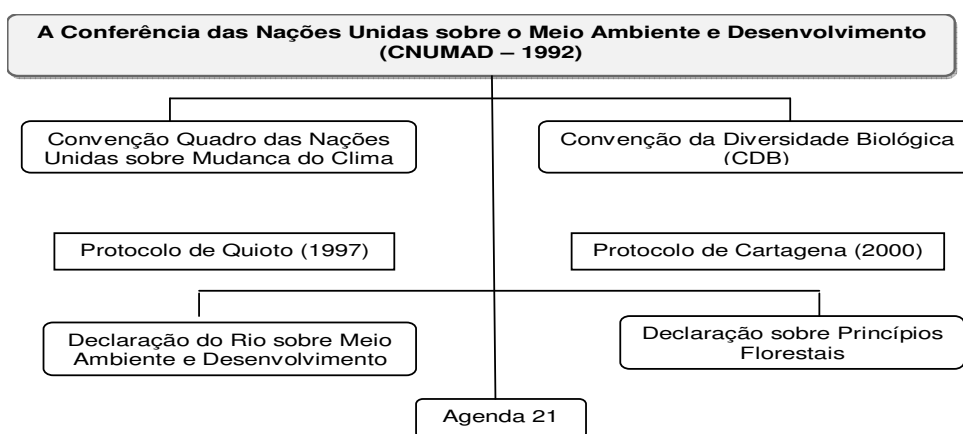 A Conferência das Nações Unidas sobre o Meio Ambiente e Desenvolvimento
(CNUMAD – 1992)
Convenção Quadro das Nações
Unidas sobre Mudanca do Clima
Convenção da Diversidade Biológica
(CDB)
Protocolo de Quioto (1997)
Protocolo de Cartagena (2000)
Declaração do Rio sobre Meio
Ambiente e Desenvolvimento
Declaração sobre Princípios
Florestais
Agenda 21